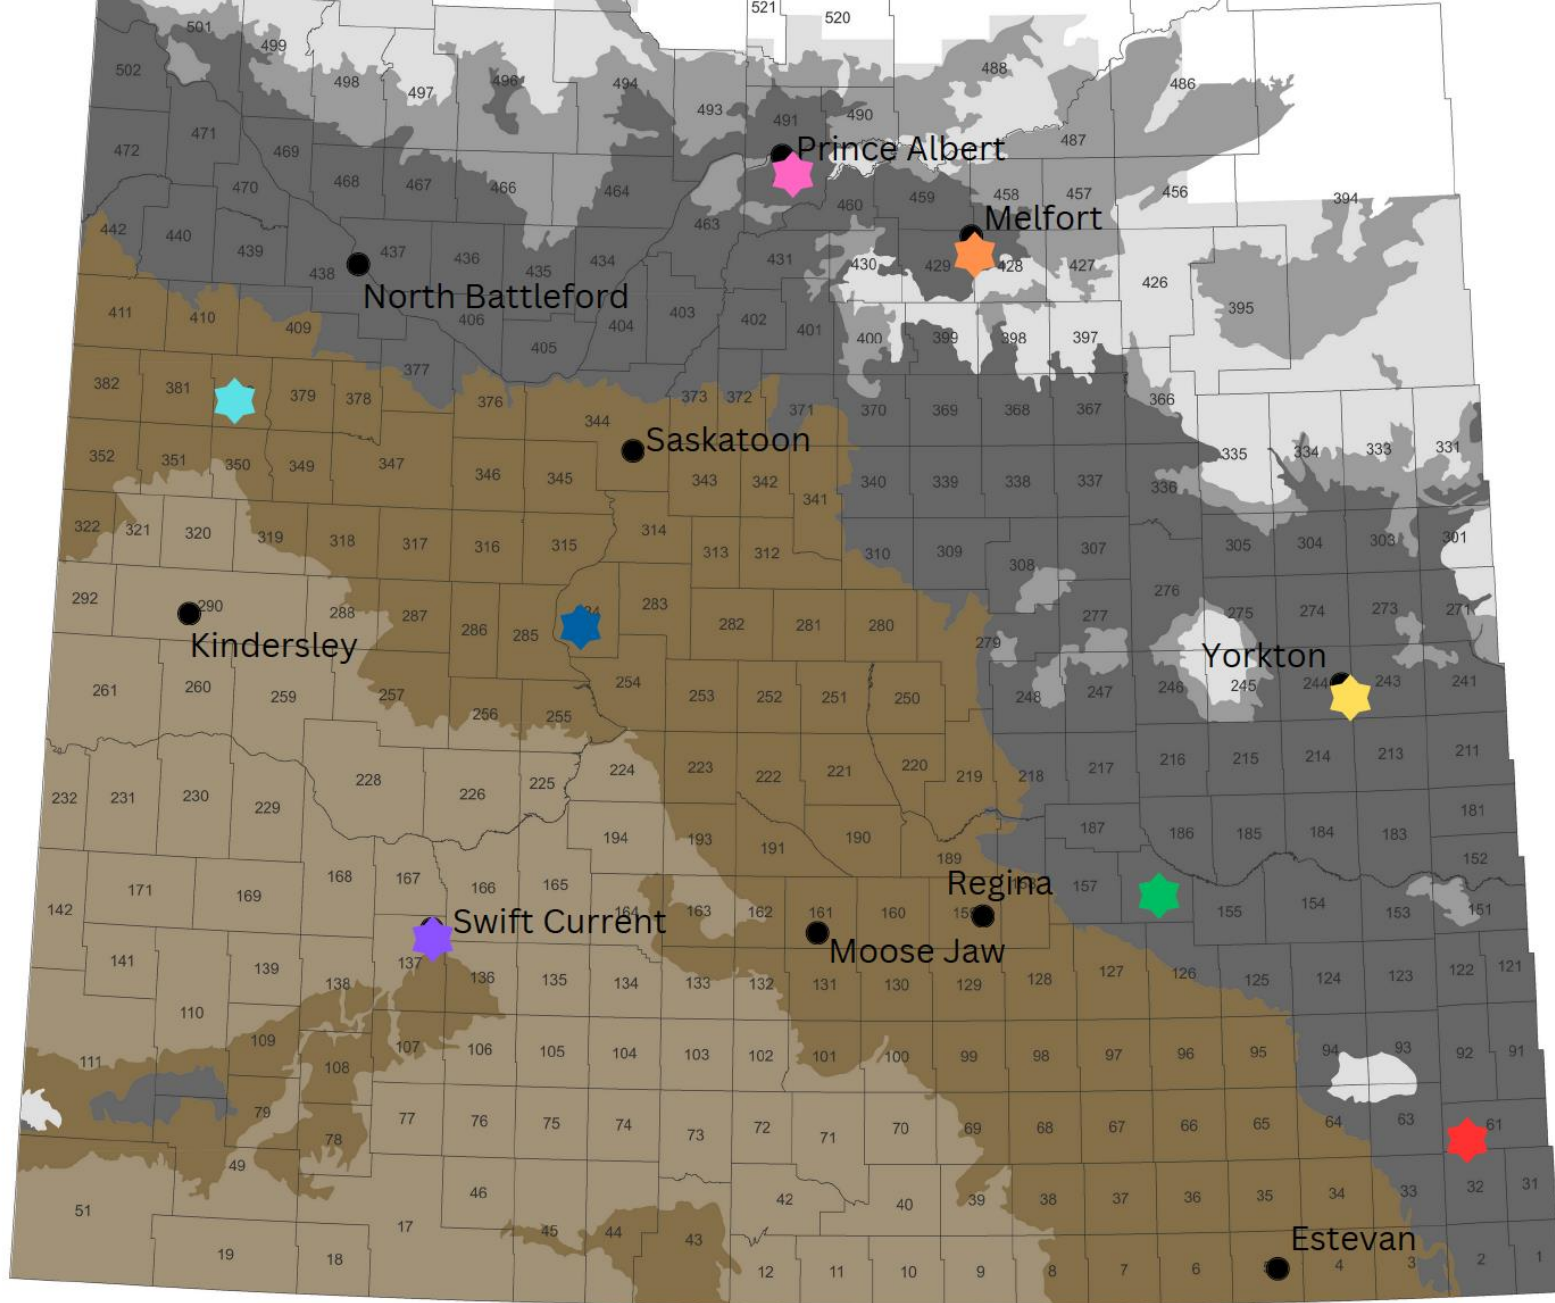 521 520
501 499
502 498 497 496 494 493 488 486
491 490 487
471 472 469
Prince Albert
470 468 467 466 464 460 459 458 457 456 394
463 Melfort
442 440 439 438 437 436 435 434 431 430 429 428 427 426
North Battleford
411 410 409 406 405 404 403 402 401 400 399 398 397 395
382 381 379 378 377 376 373 372 371 370 369 368 367 366
344 Saskatoon
352 351 350 349 347 346 345 343 342 341 340 339 338 337 336 335 334 333 331
322 321 320 319 318 317 316 315 314 313 312 310 309 308 307 305 304 303 301
292 290 288 287 286 285 283 282 281 280 279 277 276 275 274 273 271
Kindersley
Yorkton
261 260 259 257 256 255 254 253 252 251 250 248 247 246 245 244 243 241
232 231 230 229 228 226 225 224 223 222 221 220 219 218 217 216 215 214 213 211
194 193 191 190 189 187 186 185 184 183 181
171 169 168 167 166 165 152
Regina
142 164 163 162 161 160 157 155 154 153 151
Swift Current
Moose Jaw
141 139 138 137 136 135 134 133 132 131 130 129 128 127 126 125 124 123 122 121
111 110 109 108 107 106 105 104 103 102 101 100 99 98 97 96 95 94 93 92 91
79 78 77 76 75 74 73 72 71 70 69 68 67 66 65 64 63 61
51 49 46 45 44 43 42 40 39 38 37 36 35 34 33 32 31
Estevan
19 18 17 12 11 10 9 8 7 6 4 3 2 1